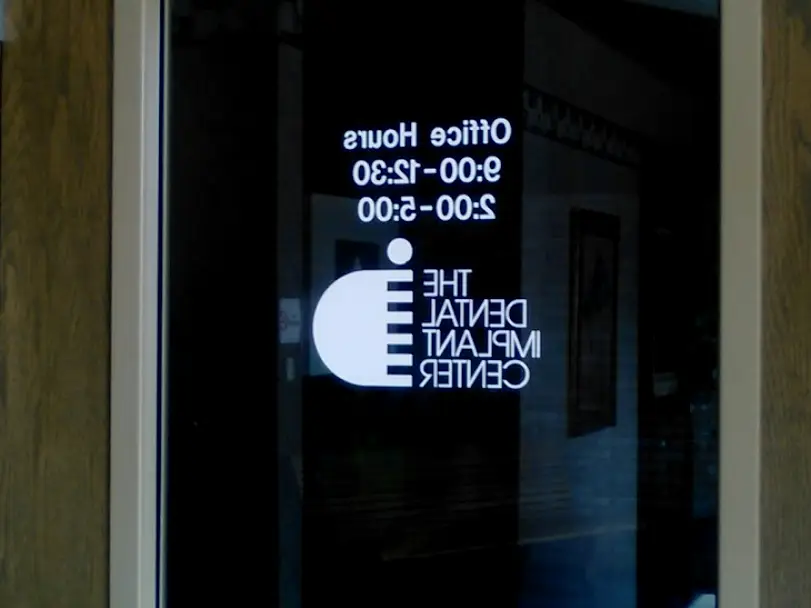 Office Hours
9:00-12:30
2:00-5:00
THE
DENTAL
IMPLANT
CENTER